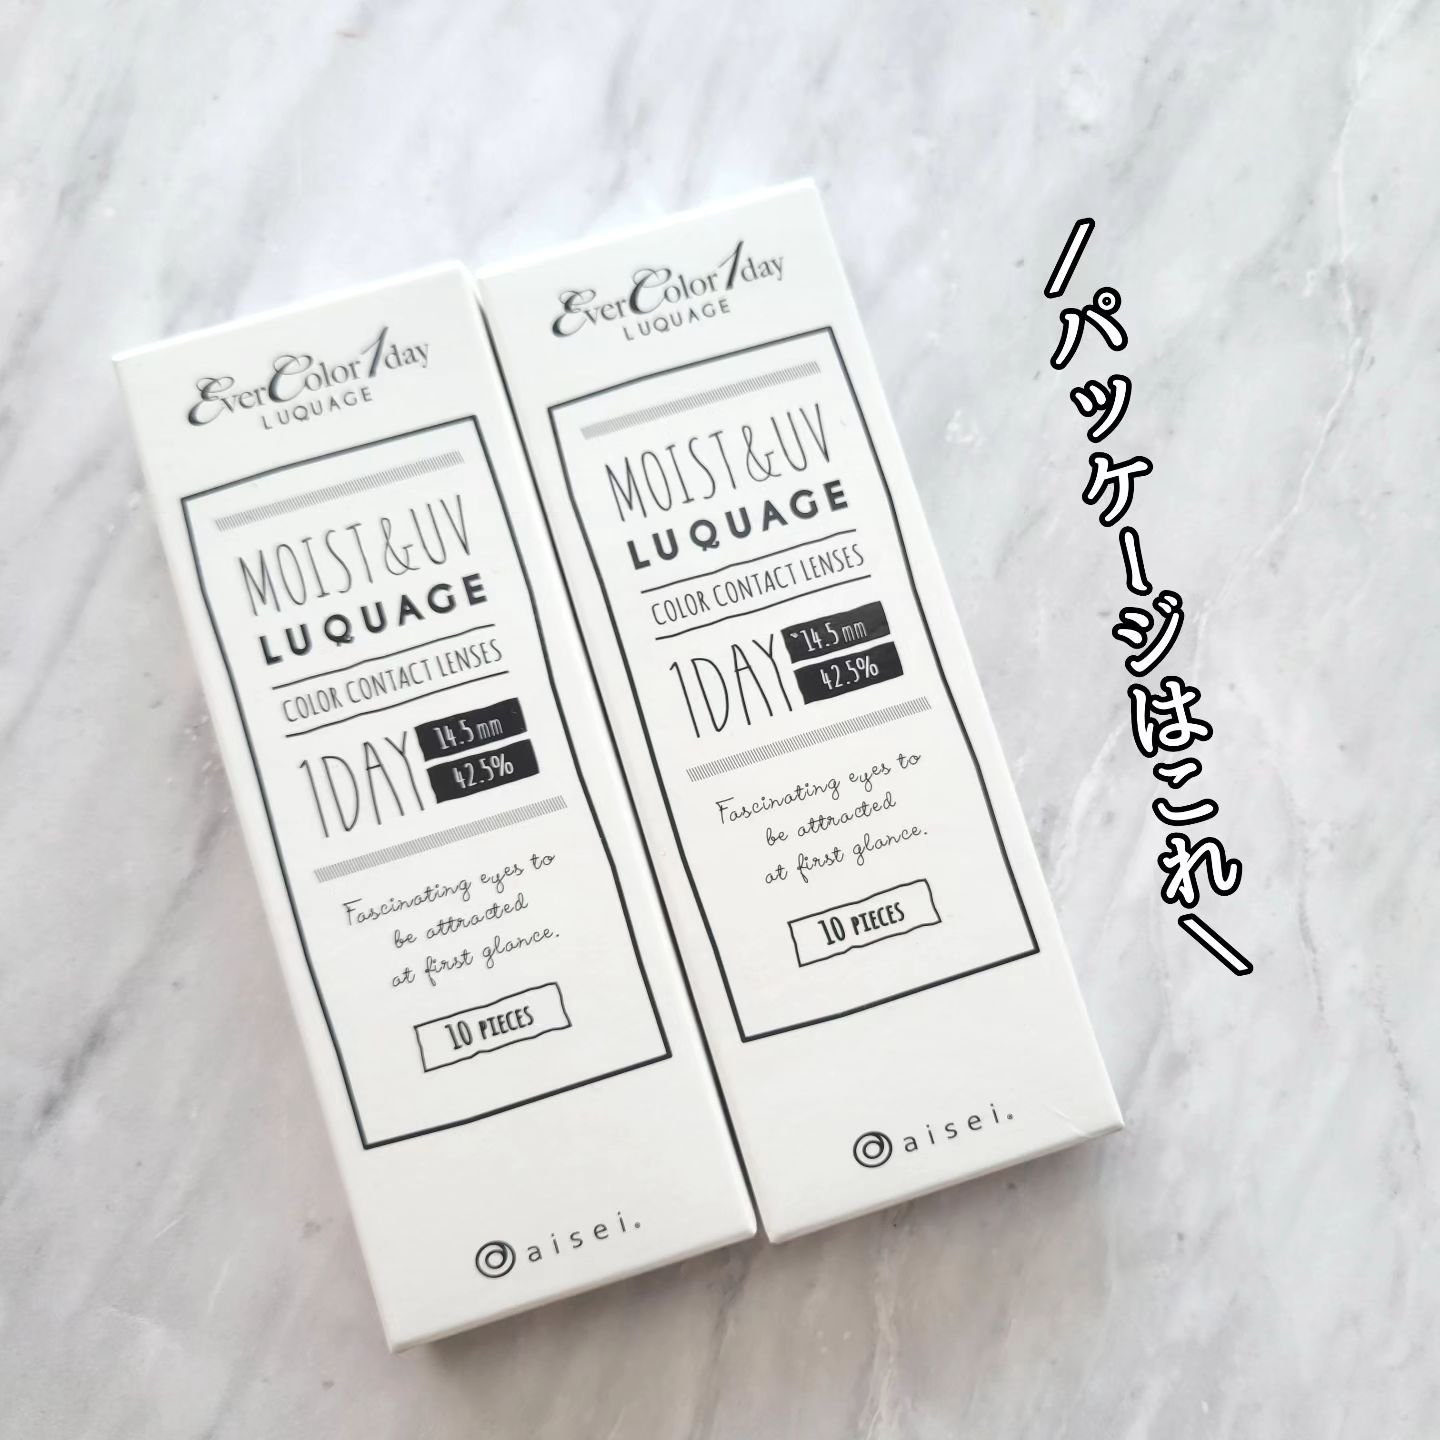 EverColor1day
LUQUAGE
MOIST&UV
LUQUAGE
COLOR CONTACT LENSES
1DAY
14.5mm
42.5%
Fascinating eyes to
be attracted
at first glance.
10 PIECES
aisei.
EverColor1day
LUQUAGE
MOIST&UV
LUQUAGE
COLOR CONTACT LENSES
1DAY
14.5mm
42.5%
Fascinating eyes to
be attracted
at first glance.
10 PIECES
aisei.
\パッケージはこれ/